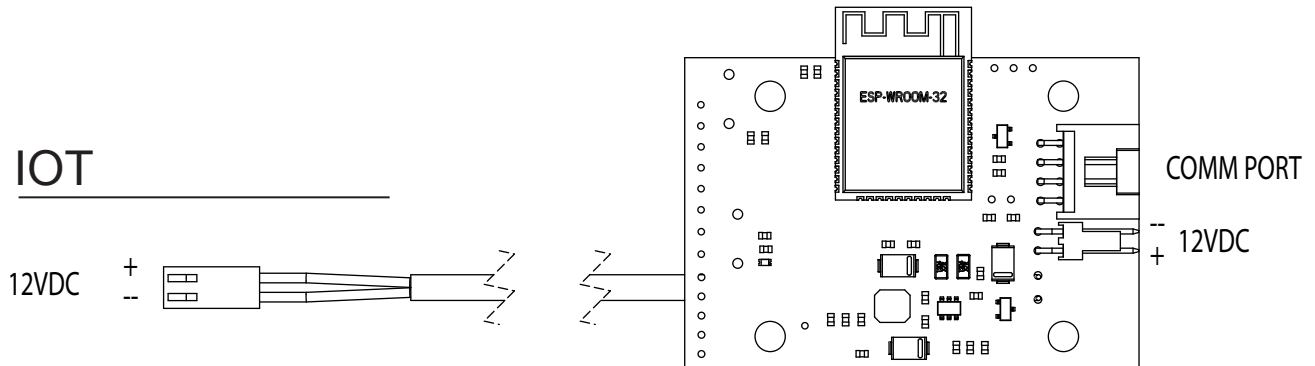 ESP-WROOM-32
IOT
COMM PORT
--
12VDC
+
12VDC
+
--